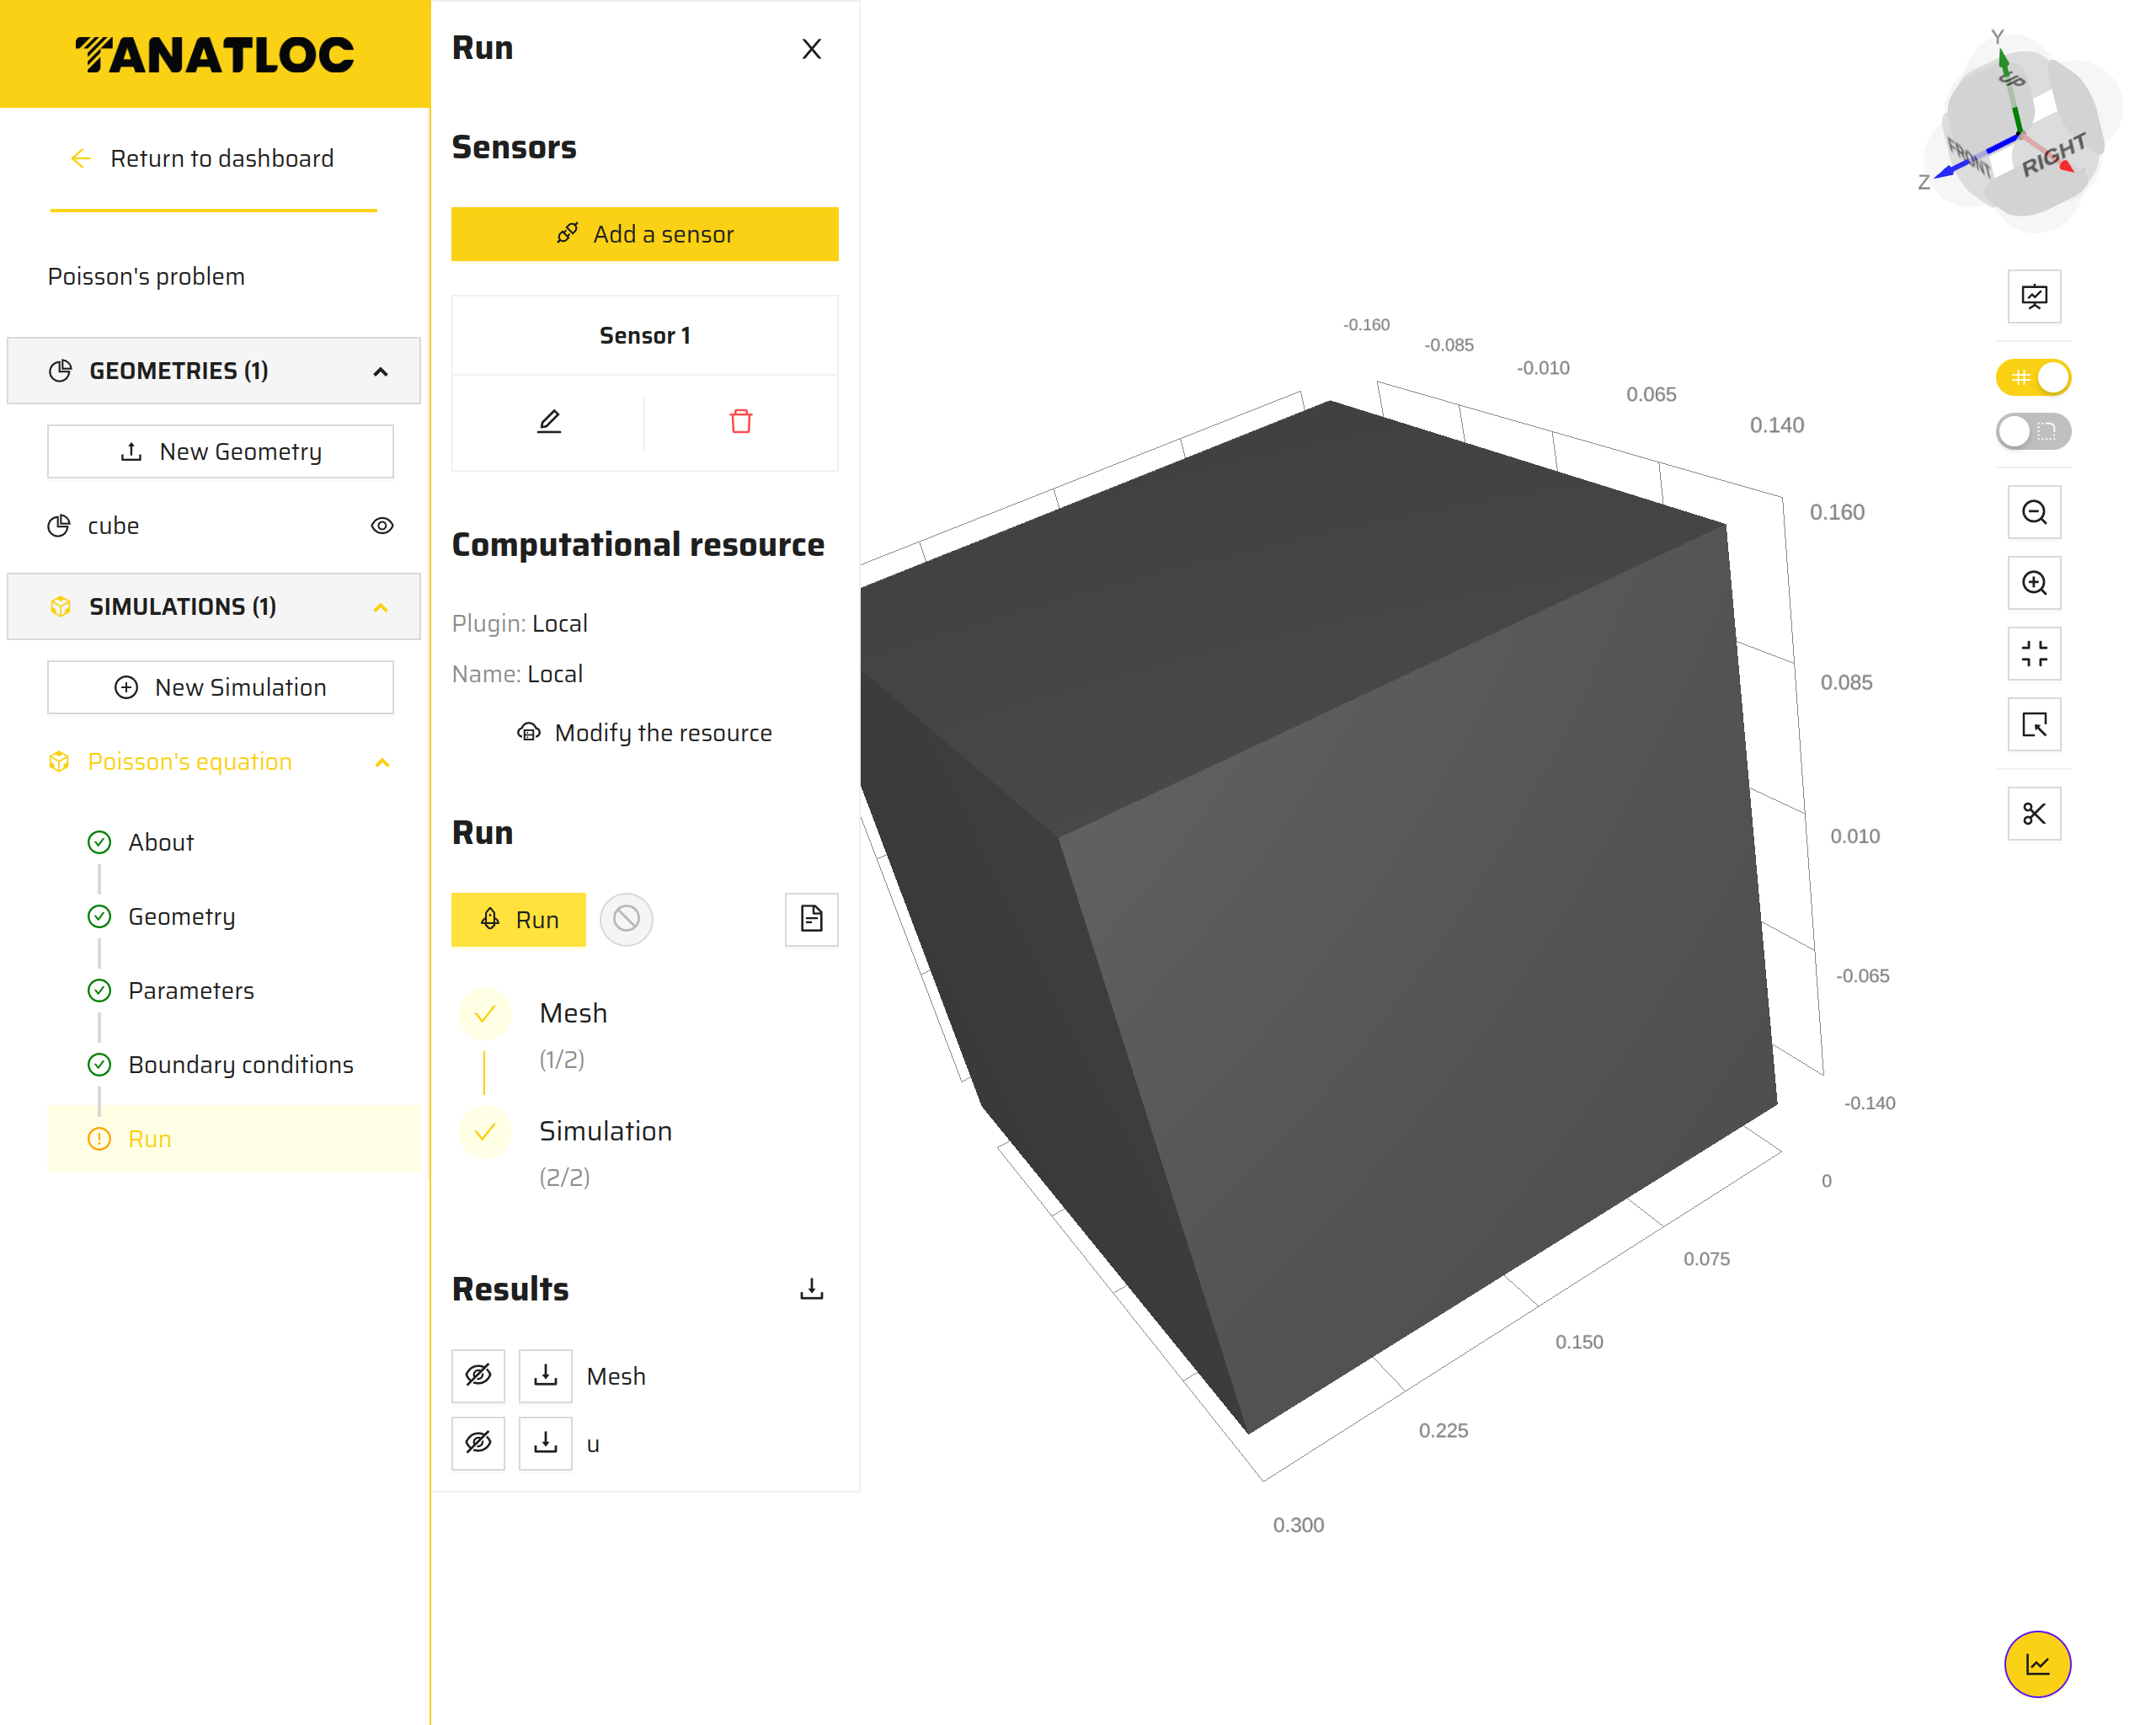 TANATLOC
Return to dashboard
Poisson's problem
GEOMETRIES (1)
New Geometry
cube
SIMULATIONS (1)
New Simulation
Poisson's equation
About
Geometry
Parameters
Boundary conditions
Run
Run
Sensors
Add a sensor
Sensor 1
Computational resource
Plugin: Local
Name: Local
Modify the resource
Run
Run
Mesh
(1/2)
Simulation
(2/2)
Results
Mesh
u
Y
UP
FRONT
RIGHT
Z
-0.160
-0.085
-0.010
0.065
0.140
0.160
0.085
0.010
-0.065
-0.140
0
0.075
0.150
0.225
0.300